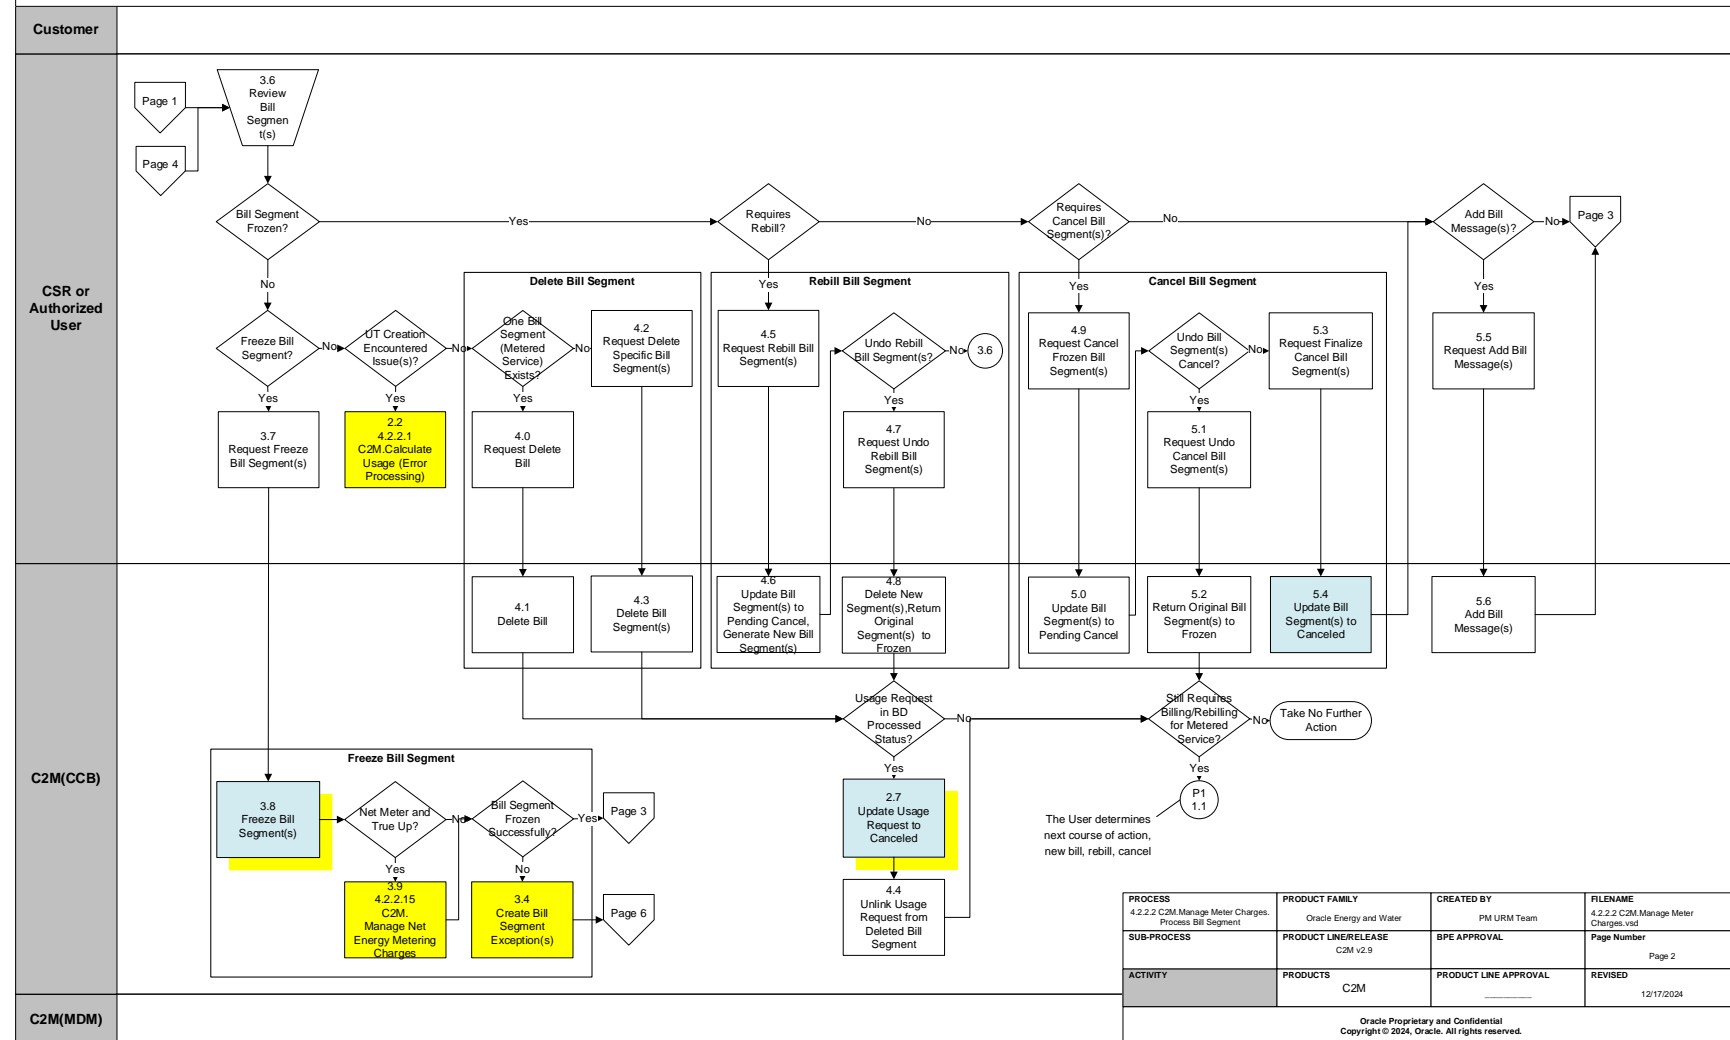 Customer
CSR or
Authorized
User
Page 1
Page 4
3.6
Review
Bill
Segmen
t(s)
Bill Segment
Frozen?
Yes
Requires
Rebill?
No
Requires
Cancel Bill
Segment(s)?
No
Add Bill
Message(s)?
No
Page 3
No
Delete Bill Segment
Yes
Rebill Bill Segment
Yes
Cancel Bill Segment
Yes
Freeze Bill
Segment?
No
UT Creation
Encountered
Issue(s)?
No
One Bill
Segment
(Metered
Service)
Exists?
No
4.2
Request Delete
Specific Bill
Segment(s)
4.5
Request Rebill Bill
Segment(s)
Undo Rebill
Bill Segment(s)?
No
3.6
4.9
Request Cancel
Frozen Bill
Segment(s)
Undo Bill
Segment(s)
Cancel?
No
5.3
Request Finalize
Cancel Bill
Segment(s)
5.5
Request Add Bill
Message(s)
Yes
Yes
Yes
Yes
Yes
3.7
Request Freeze
Bill Segment(s)
2.2
4.2.2.1
C2M.Calculate
Usage (Error
Processing)
4.0
Request Delete
Bill
4.7
Request Undo
Rebill Bill
Segment(s)
5.1
Request Undo
Cancel Bill
Segment(s)
C2M(CCB)
4.1
Delete Bill
4.3
Delete Bill
Segment(s)
4.6
Update Bill
Segment(s) to
Pending Cancel,
Generate New Bill
Segment(s)
4.8
Delete New
Segment(s),Return
Original
Segment(s) to
Frozen
5.0
Update Bill
Segment(s) to
Pending Cancel
5.2
Return Original Bill
Segment(s) to
Frozen
5.4
Update Bill
Segment(s) to
Canceled
5.6
Add Bill
Message(s)
Usage Request
in BD
Processed
Status?
No
Still Requires
Billing/Rebilling
for Metered
Service?
No
Take No Further
Action
Yes
Yes
Freeze Bill Segment
3.8
Freeze Bill
Segment(s)
Net Meter and
True Up?
No
Bill Segment
Frozen
Successfully?
Yes
Page 3
2.7
Update Usage
Request to
Canceled
P1
1.1
The User determines
next course of action,
new bill, rebill, cancel
Yes
No
3.9
4.2.2.15
C2M.
Manage Net
Energy Metering
Charges
3.4
Create Bill
Segment
Exception(s)
Page 6
4.4
Unlink Usage
Request from
Deleted Bill
Segment
C2M(MDM)
PROCESS
4.2.2.2 C2M.Manage Meter Charges.
Process Bill Segment
PRODUCT FAMILY
Oracle Energy and Water
CREATED BY
PM URM Team
FILENAME
4.2.2.2 C2M.Manage Meter
Charges.vsd
SUB-PROCESS
PRODUCT LINE/RELEASE
C2M v2.9
BPE APPROVAL
Page Number
Page 2
ACTIVITY
PRODUCTS
C2M
PRODUCT LINE APPROVAL
___________
REVISED
12/17/2024
Oracle Proprietary and Confidential
Copyright © 2024, Oracle. All rights reserved.